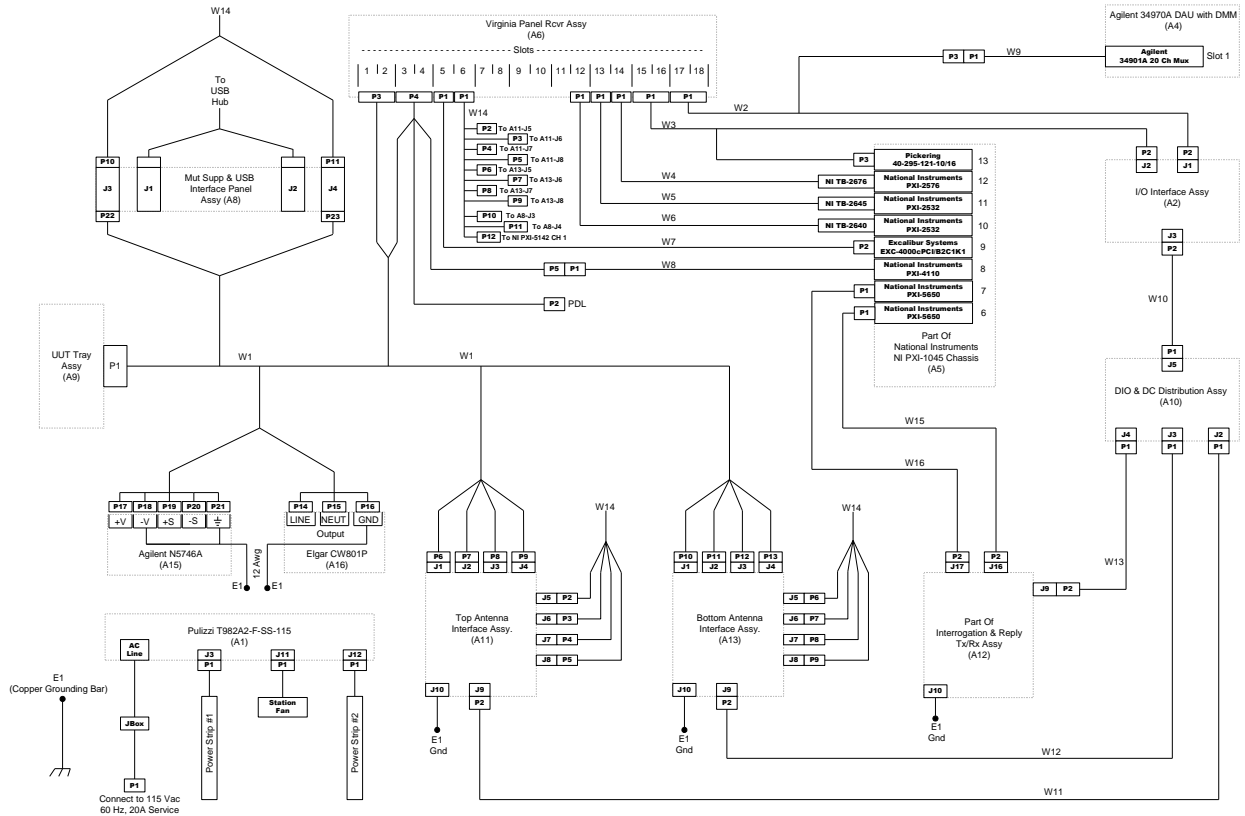 W14
To
USB
Hub
P10
P11
J3
J1
Mut Supp & USB
Interface Panel
Assy (A8)
J2
J4
P22
P23
Virginia Panel Rcvr Assy
(A6)
Slots
1 2 3 4 5 6 7 8 9 10 11 12 13 14 15 16 17 18
P3 P4 P1 P1 P1 P1 P1 P1 P1
W14
P2 To A11-J5
P3 To A11-J6
P4 To A11-J7
P5 To A11-J8
P6 To A13-J5
P7 To A13-J6
P8 To A13-J7
P9 To A13-J8
P10 To A8-J3
P11 To A8-J4
P12 To NI PXI-5142 CH 1
Agilent 34970A DAU with DMM
(A4)
Agilent
34901A 20 Ch Mux
Slot 1
P3 P1
W9
W2
W3
W4
W5
W6
W7
W8
P5 P1
P2 PDL
P3
Pickering
40-295-121-10/16
13
NI TB-2676
National Instruments
PXI-2576
12
NI TB-2645
National Instruments
PXI-2532
11
NI TB-2640
National Instruments
PXI-2532
10
P2
Excalibur Systems
EXC-4000cPCI/B2C1K1
9
National Instruments
PXI-4110
8
P1
National Instruments
PXI-5650
7
P1
National Instruments
PXI-5650
6
Part Of
National Instruments
NI PXI-1045 Chassis
(A5)
P2 P2
J2 J1
I/O Interface Assy
(A2)
J3
P2
W10
P1
J5
DIO & DC Distribution Assy
(A10)
J4 J3 J2
P1 P1 P1
UUT Tray
Assy
(A9)
P1
W1
W1
W15
W16
P17 P18 P19 P20 P21
+V -V +S -S
Agilent N5746A
(A15)
P14 P15 P16
LINE NEUT GND
Output
Elgar CW801P
(A16)
12 Awg
E1 E1
Pulizzi T982A2-F-SS-115
(A1)
AC
Line
J3
P1
J11
P1
J12
P1
Power Strip #1
Station
Fan
Power Strip #2
E1
(Copper Grounding Bar)
JBox
P1
Connect to 115 Vac
60 Hz, 20A Service
P6 P7 P8 P9
J1 J2 J3 J4
W14
J5 P2
J6 P3
J7 P4
J8 P5
Top Antenna
Interface Assy.
(A11)
J10
J9
P2
E1
Gnd
P10 P11 P12 P13
J1 J2 J3 J4
W14
J5 P6
J6 P7
J7 P8
J8 P9
Bottom Antenna
Interface Assy.
(A13)
J10
J9
P2
E1
Gnd
P2 P2
J17 J16
J9 P2
W13
Part Of
Interrogation & Reply
Tx/Rx Assy
(A12)
J10
E1
Gnd
W12
W11